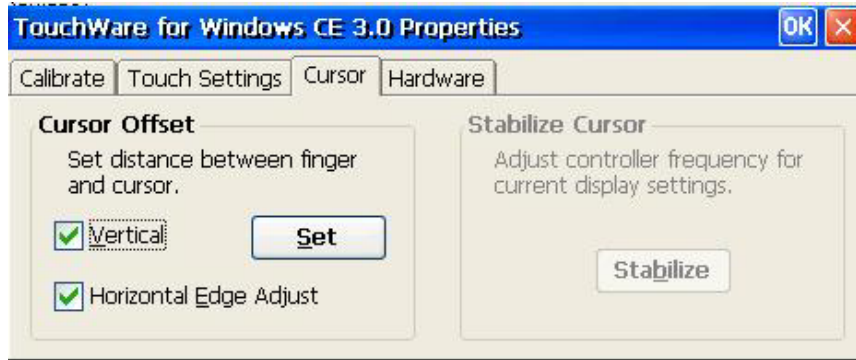 TouchWare for Windows CE 3.0 Properties OK
Calibrate Touch Settings Cursor Hardware
Cursor Offset
Set distance between finger
and cursor.
Vertical Set
Horizontal Edge Adjust
Stabilize Cursor
Adjust controller frequency for
current display settings.
Stabilize